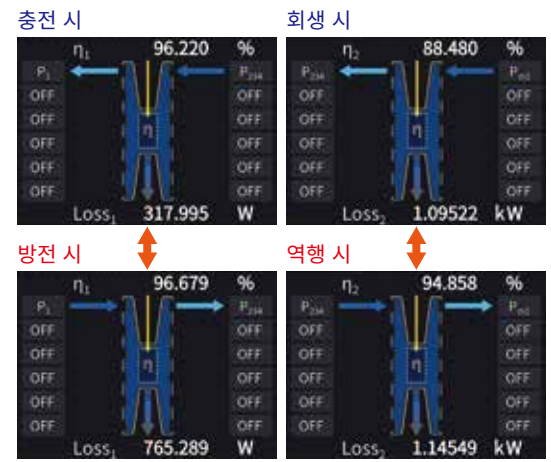 충전 시
η₁ 96.220 %
P₁ P₂₃₄
OFF OFF
OFF OFF
OFF OFF
OFF OFF
OFF OFF
η
Loss₁ 317.995 W
회생 시
η₂ 88.480 %
P₂₃₄ Pₘ₁
OFF OFF
OFF OFF
OFF OFF
OFF OFF
OFF OFF
η
Loss₂ 1.09522 kW
방전 시
η₁ 96.679 %
P₁ P₂₃₄
OFF OFF
OFF OFF
OFF OFF
OFF OFF
OFF OFF
η
Loss₁ 765.289 W
역행 시
η₂ 94.858 %
P₂₃₄ Pₘ₁
OFF OFF
OFF OFF
OFF OFF
OFF OFF
OFF OFF
η
Loss₂ 1.14549 kW